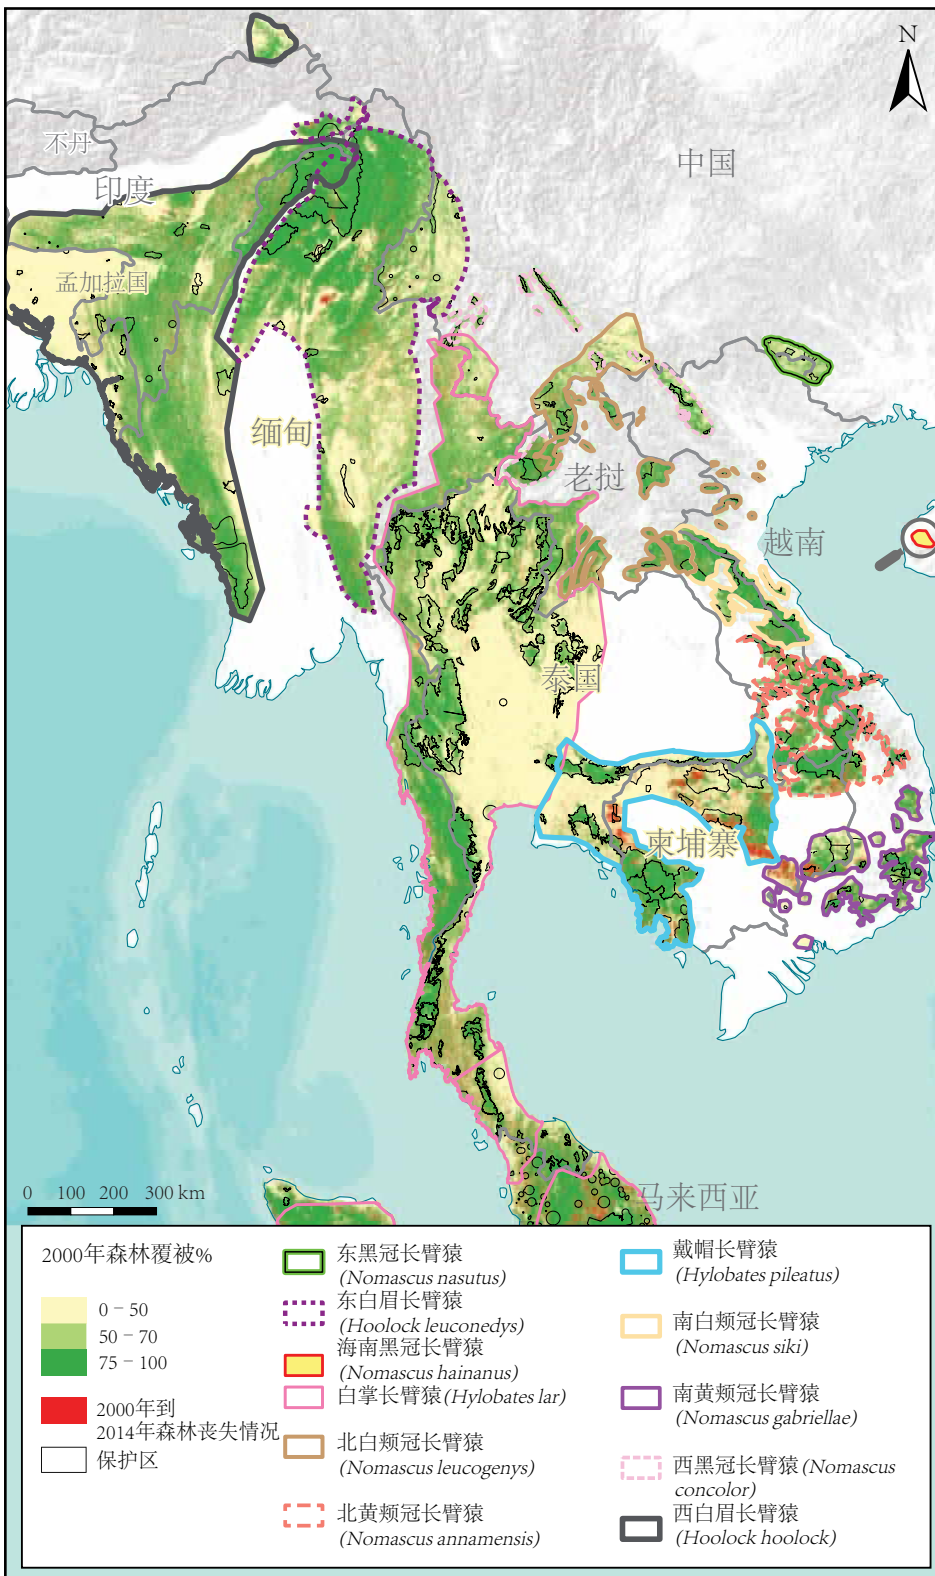 N
不丹
中国
印度
孟加拉国
缅甸
老挝
越南
泰国
柬埔寨
马来西亚
0 100 200 300 km
2000年森林覆被%
0 – 50
50 – 70
75 – 100
2000年到
2014年森林丧失情况
保护区
东黑冠长臂猿
(Nomascus nasutus)
东白眉长臂猿
(Hoolock leuconedys)
海南黑冠长臂猿
(Nomascus hainanus)
白掌长臂猿(Hylobates lar)
北白颊冠长臂猿
(Nomascus leucogenys)
北黄颊冠长臂猿
(Nomascus annamensis)
戴帽长臂猿
(Hylobates pileatus)
南白颊冠长臂猿
(Nomascus siki)
南黄颊冠长臂猿
(Nomascus gabriellae)
西黑冠长臂猿(Nomascus
concolor)
西白眉长臂猿
(Hoolock hoolock)